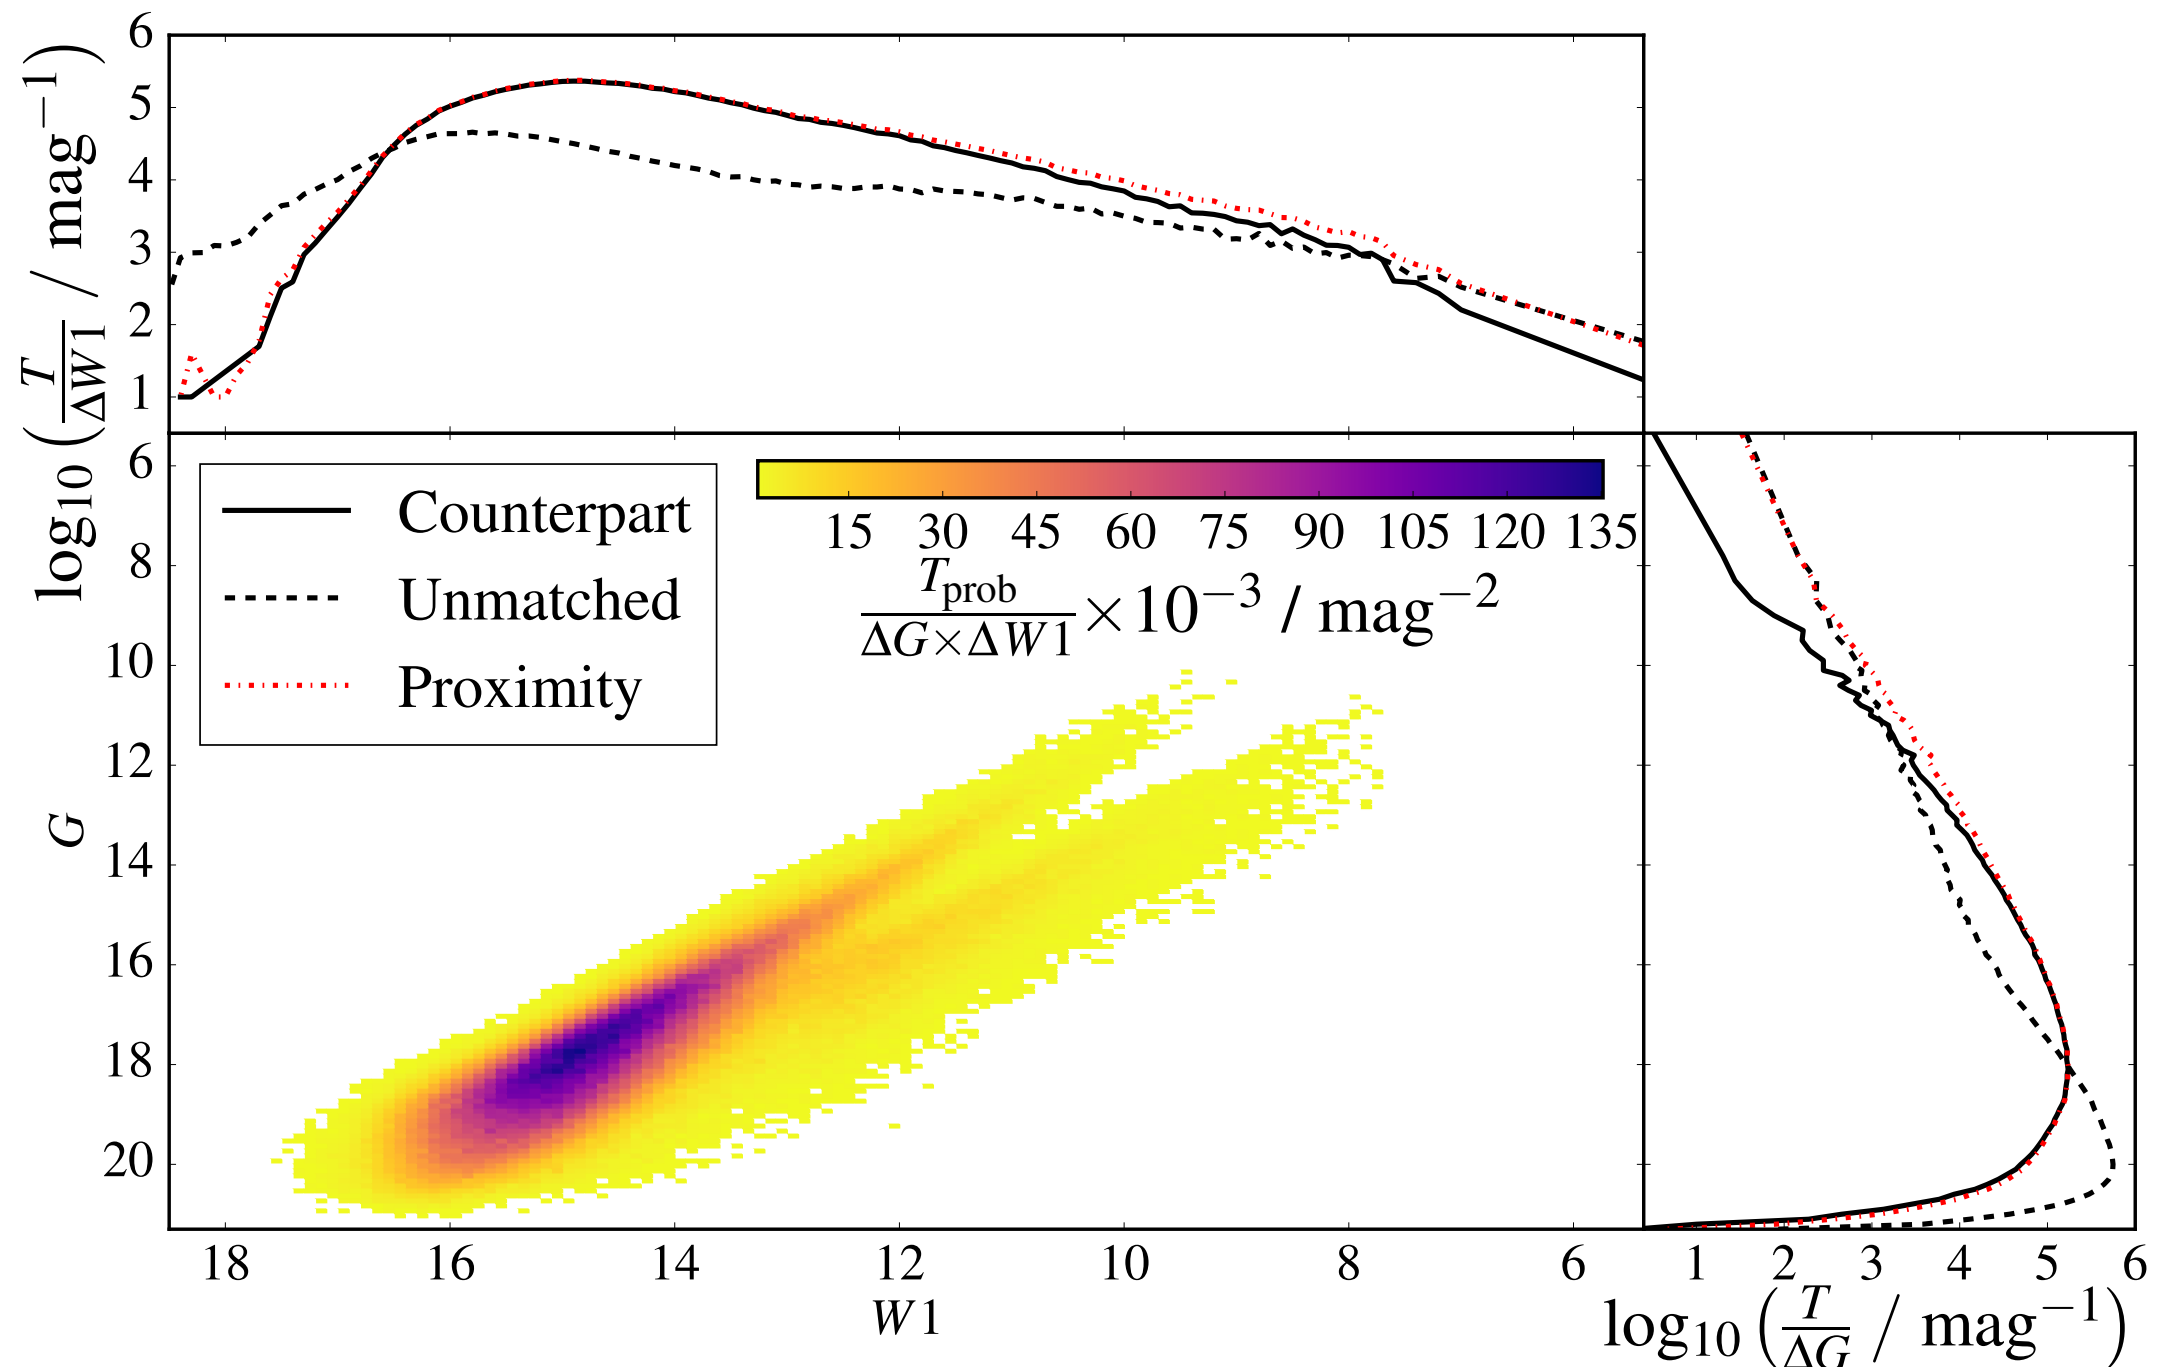 6
5
4
3
2
1
log₁₀ (T/ΔW1 / mag⁻¹)
6
8
10
12
14
16
18
20
G
Counterpart
Unmatched
Proximity
15 30 45 60 75 90 105 120 135
Tprob/ΔG×ΔW1 ×10⁻³ / mag⁻²
18 16 14 12 10 8 6
W1
1 2 3 4 5 6
log₁₀ (T/ΔG / mag⁻¹)